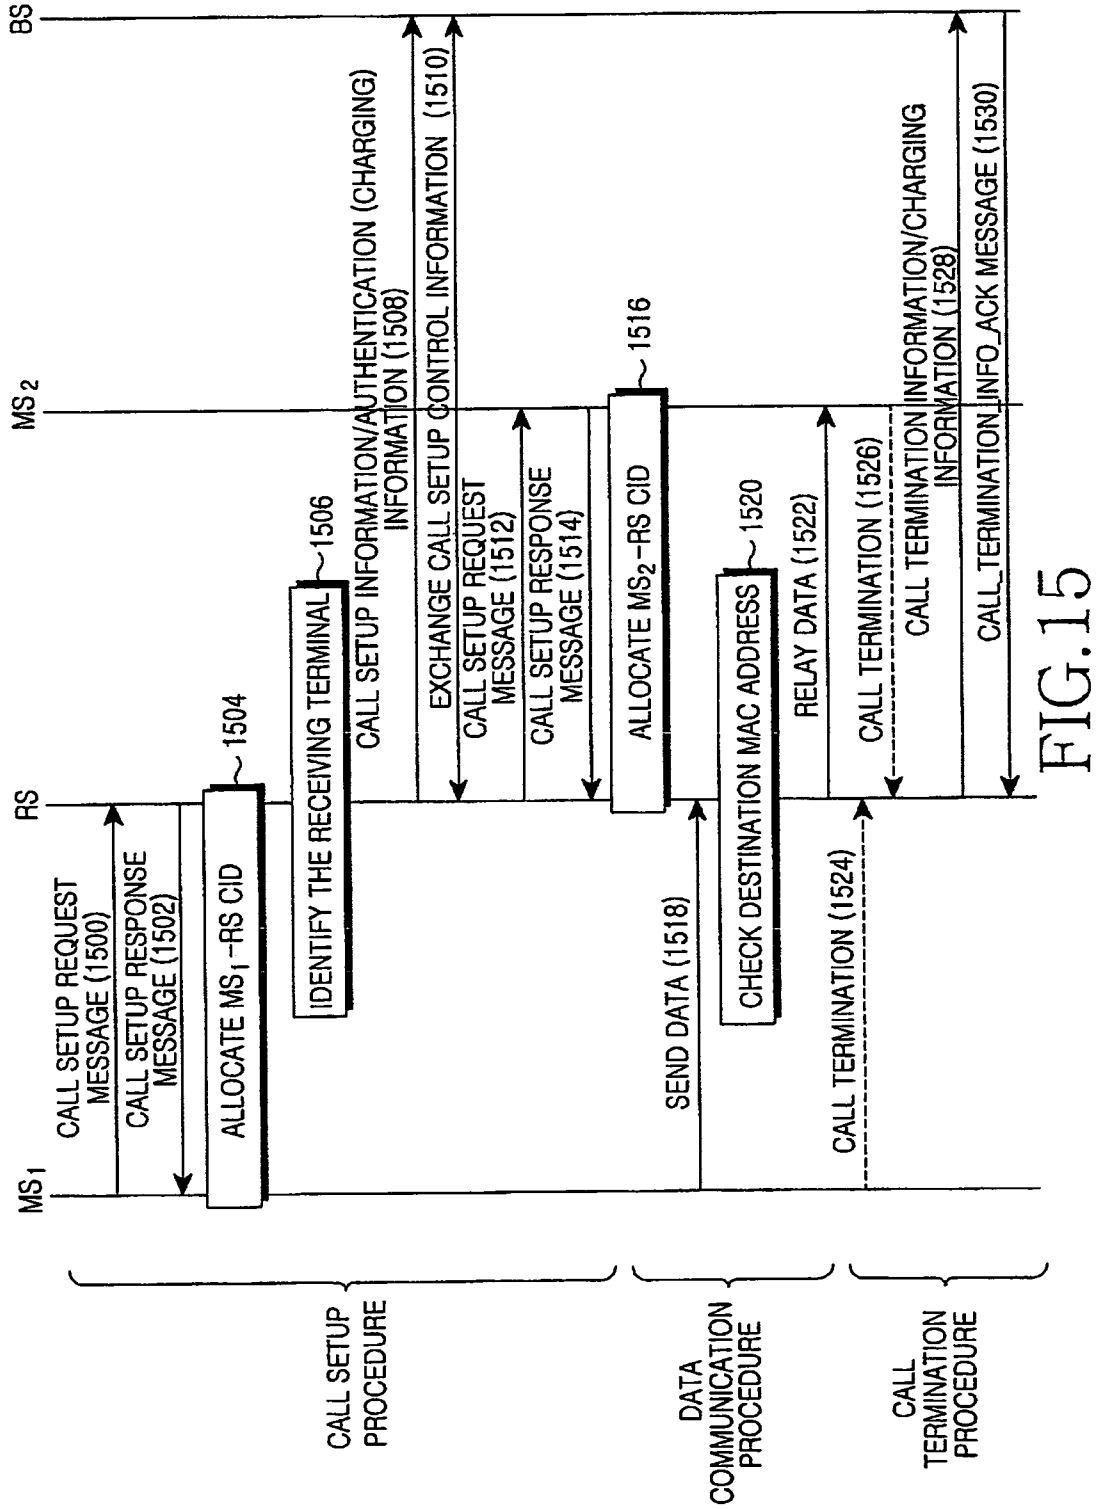 MS1
RS
MS2
BS
CALL SETUP
PROCEDURE
CALL SETUP REQUEST
MESSAGE (1500)
CALL SETUP RESPONSE
MESSAGE (1502)
ALLOCATE MS1-RS CID
1504
IDENTIFY THE RECEIVING TERMINAL
1506
CALL SETUP INFORMATION/AUTHENTICATION (CHARGING)
INFORMATION (1508)
EXCHANGE CALL SETUP CONTROL INFORMATION (1510)
CALL SETUP REQUEST
MESSAGE (1512)
CALL SETUP RESPONSE
MESSAGE (1514)
ALLOCATE MS2-RS CID
1516
DATA
COMMUNICATION
PROCEDURE
SEND DATA (1518)
CHECK DESTINATION MAC ADDRESS
1520
RELAY DATA (1522)
CALL
TERMINATION
PROCEDURE
CALL TERMINATION (1524)
CALL TERMINATION (1526)
CALL TERMINATION INFORMATION/CHARGING
INFORMATION (1528)
CALL_TERMINATION_INFO_ACK MESSAGE (1530)
FIG.15